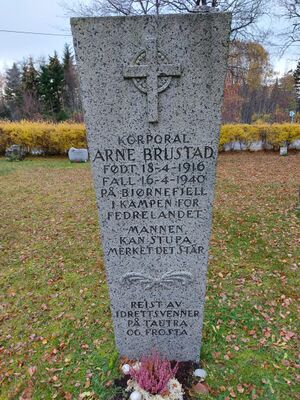 KORPORAL
ARNE BRUSTAD
FØDT 18-4-1916
FALL 16-4-1940
PÅ BJØRNEFJELL
I KAMPEN FOR
FEDRELANDET
MANNEN
KAN STUPA
MERKET DET STÅR
REIST AV
IDRETTSVENNER
PÅ TAUTRA
OG FROSTA